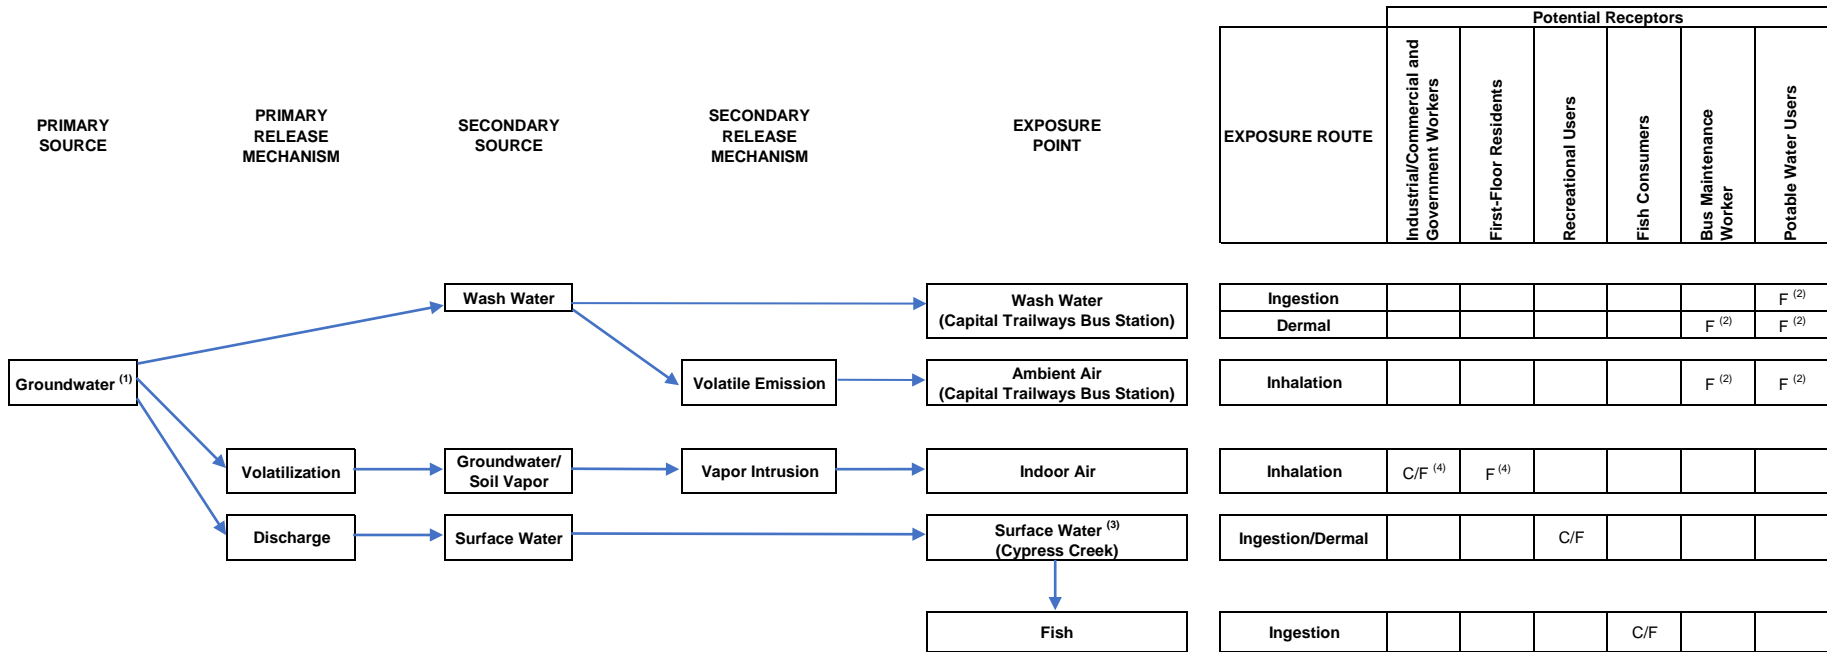 Potential Receptors
PRIMARY
SOURCE
PRIMARY
RELEASE
MECHANISM
SECONDARY
SOURCE
SECONDARY
RELEASE
MECHANISM
EXPOSURE
POINT
EXPOSURE ROUTE
Industrial/Commercial and
Government Workers
First-Floor Residents
Recreational Users
Fish Consumers
Bus Maintenance
Worker
Potable Water Users
Wash Water
Wash Water
(Capital Trailways Bus Station)
Ingestion F (2)
Dermal F (2) F (2)
Groundwater (1)
Volatile Emission
Ambient Air
(Capital Trailways Bus Station)
Inhalation F (2) F (2)
Volatilization
Groundwater/
Soil Vapor
Vapor Intrusion
Indoor Air
Inhalation C/F (4) F (4)
Discharge
Surface Water
Surface Water (3)
(Cypress Creek)
Ingestion/Dermal C/F
Fish
Ingestion C/F